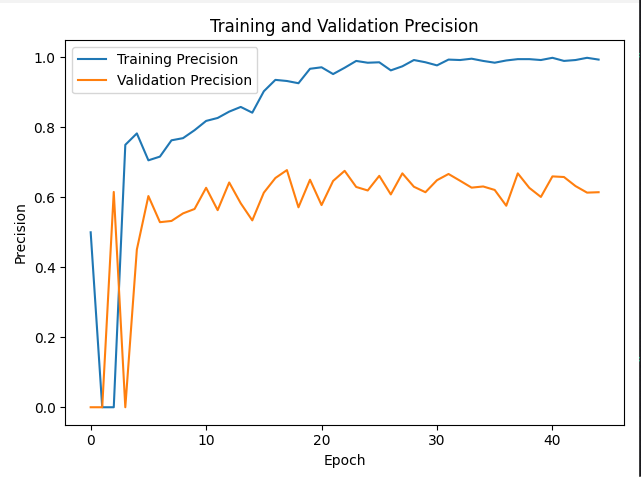 Training and Validation Precision
Training Precision
Validation Precision
1.0
0.8
0.6
0.4
0.2
0.0
Precision
0
10
20
30
40
Epoch